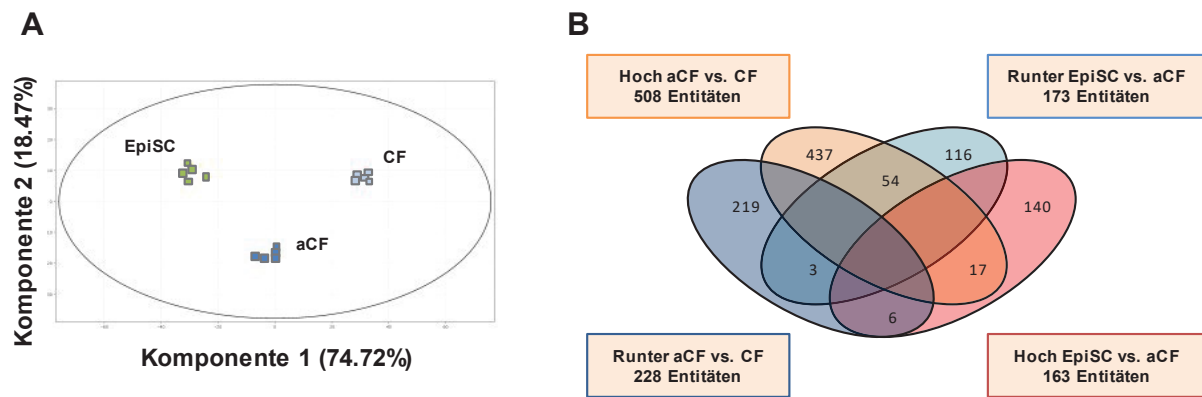 A
Komponente 2 (18.47%)
EpiSC
CF
aCF
Komponente 1 (74.72%)
B
Hoch aCF vs. CF
508 Entitäten
Runter EpiSC vs. aCF
173 Entitäten
437
116
54
219
140
3
17
6
Runter aCF vs. CF
228 Entitäten
Hoch EpiSC vs. aCF
163 Entitäten